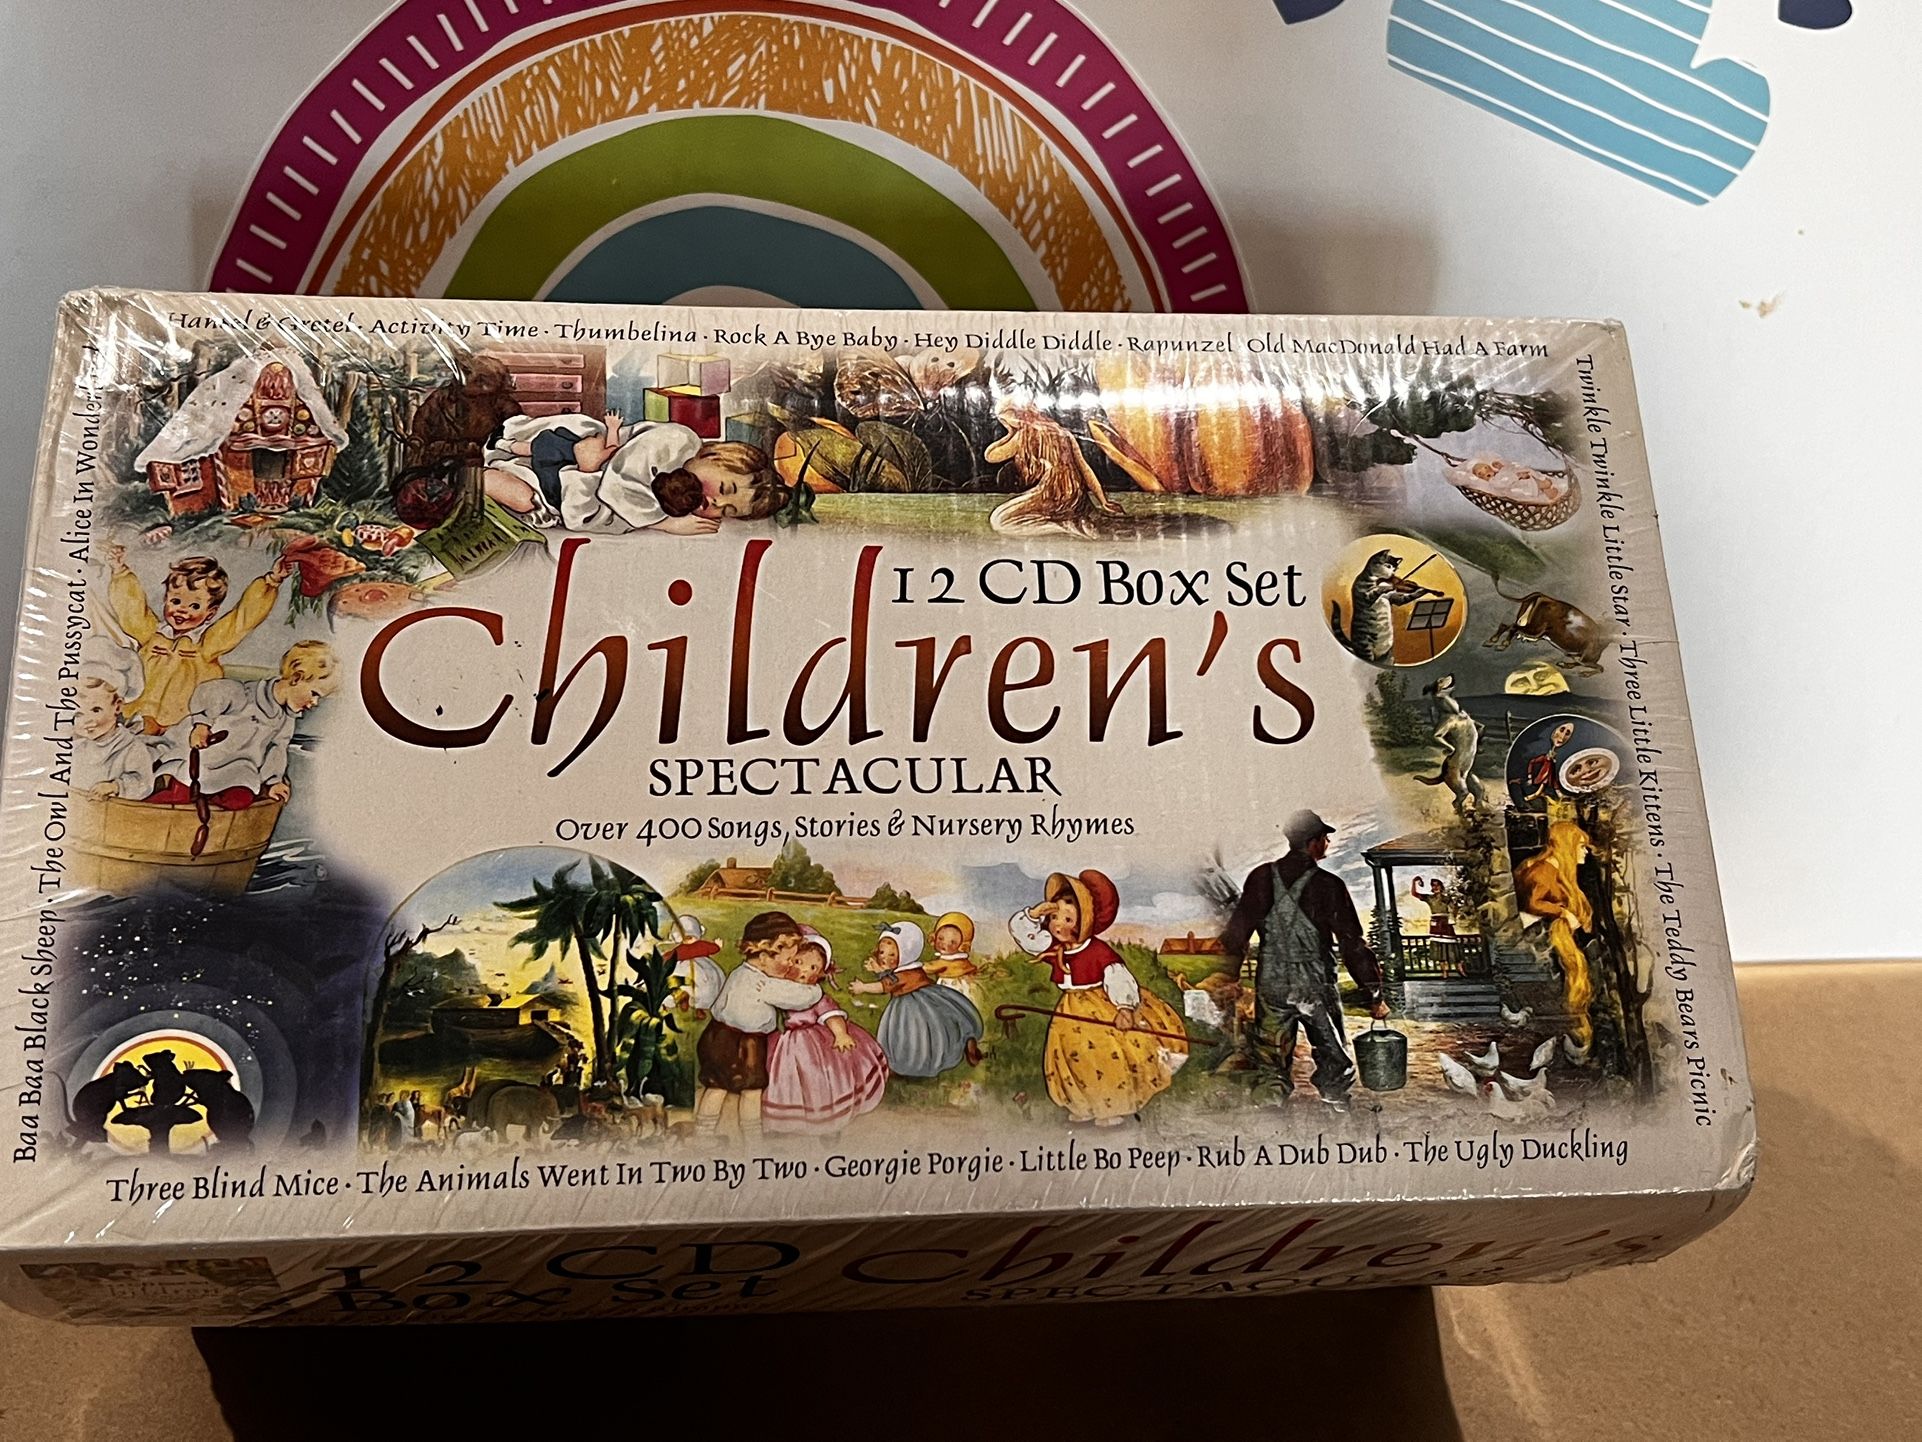 Hansel & Gretel · Activity Time · Thumbelina · Rock A Bye Baby · Hey Diddle Diddle · Rapunzel Old MacDonald Had A Farm
Baa Baa Black Sheep · The Owl And The Pussycat · Alice In Wonderland
Twinkle Twinkle Little Star · Three Little Kittens · The Teddy Bears Picnic
12 CD Box Set
Children's
SPECTACULAR
Over 400 Songs, Stories & Nursery Rhymes
Three Blind Mice · The Animals Went In Two By Two · Georgie Porgie · Little Bo Peep · Rub A Dub Dub · The Ugly Duckling
12 CD Children's
Box Set SPECTACULAR